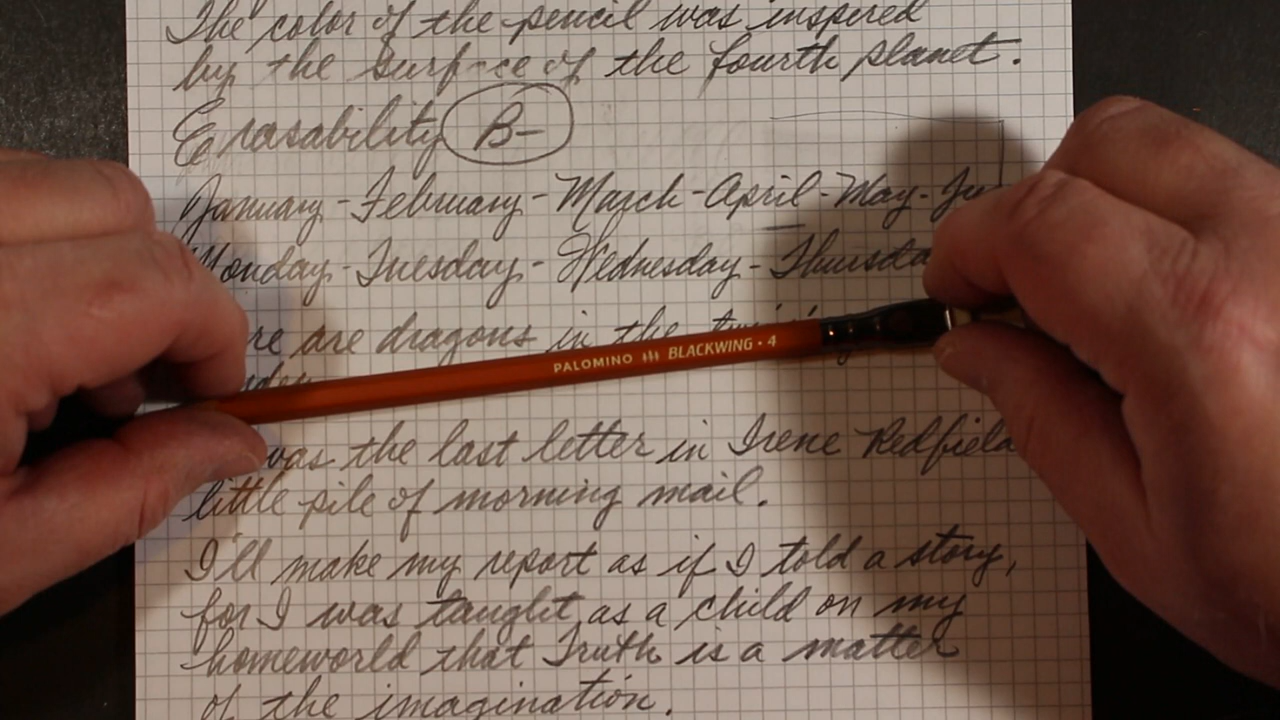 The color of the pencil was inspired
by the surface of the fourth planet.
Erasability B-
January - February - March - April - May - Ju
Monday - Tuesday - Wednesday - Thursda
are dragons in the
PALOMINO BLACKWING · 4
was the last letter in Irene Redfield
little pile of morning mail.
I'll make my report as if I told a story,
for I was taught as a child on my
homeworld that Truth is a matter
of the imagination.